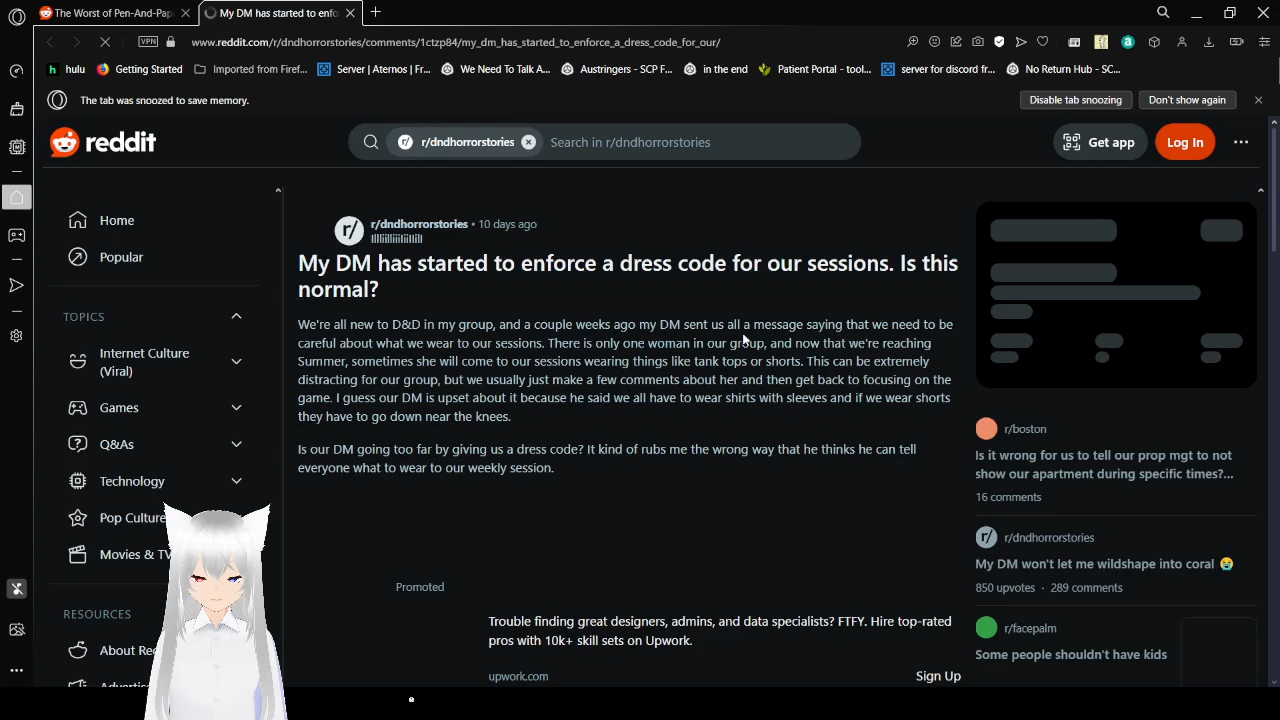 The Worst of Pen-And-Pap
My DM has started to enfo
VPN
www.reddit.com/r/dndhorrorstories/comments/1ctzp84/my_dm_has_started_to_enforce_a_dress_code_for_our/
hulu
Getting Started
Imported from Firef...
Server | Aternos | Fr...
We Need To Talk A...
Austringers - SCP F...
in the end
Patient Portal - tool...
server for discord fr...
No Return Hub - SC...
The tab was snoozed to save memory.
Disable tab snoozing
Don't show again
reddit
r/dndhorrorstories
Search in r/dndhorrorstories
Get app
Log In
Home
Popular
TOPICS
Internet Culture
(Viral)
Games
Q&As
Technology
Pop Culture
Movies & TV
RESOURCES
About Re
r/dndhorrorstories • 10 days ago
My DM has started to enforce a dress code for our sessions. Is this
normal?
We're all new to D&D in my group, and a couple weeks ago my DM sent us all a message saying that we need to be
careful about what we wear to our sessions. There is only one woman in our group, and now that we're reaching
Summer, sometimes she will come to our sessions wearing things like tank tops or shorts. This can be extremely
distracting for our group, but we usually just make a few comments about her and then get back to focusing on the
game. I guess our DM is upset about it because he said we all have to wear shirts with sleeves and if we wear shorts
they have to go down near the knees.
Is our DM going too far by giving us a dress code? It kind of rubs me the wrong way that he thinks he can tell
everyone what to wear to our weekly session.
Promoted
Trouble finding great designers, admins, and data specialists? FTFY. Hire top-rated
pros with 10k+ skill sets on Upwork.
upwork.com
Sign Up
r/boston
Is it wrong for us to tell our prop mgt to not
show our apartment during specific times?...
16 comments
r/dndhorrorstories
My DM won't let me wildshape into coral 😭
850 upvotes · 289 comments
r/facepalm
Some people shouldn't have kids